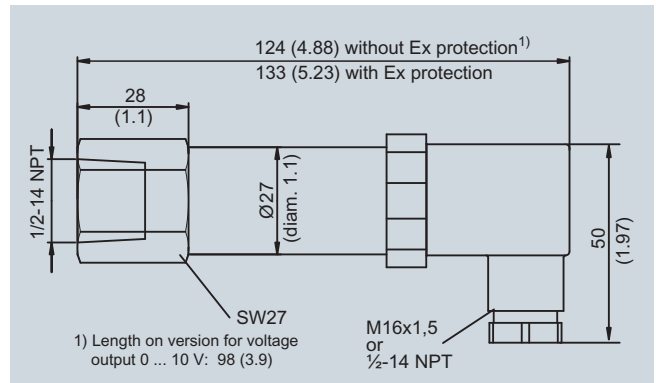 124 (4.88) without Ex protection1)
133 (5.23) with Ex protection
28
(1.1)
1/2-14 NPT
Ø27
(diam. 1.1)
50
(1.97)
SW27
1) Length on version for voltage
output 0 ... 10 V: 98 (3.9)
M16x1,5
or
½-14 NPT